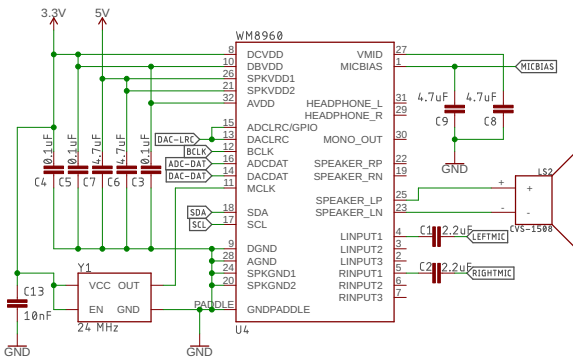 3.3V
5V
WM8960
8
DCVDD
VMID
27
10
DBVDD
MICBIAS
1
MICBIAS
26
SPKVDD1
21
SPKVDD2
32
AVDD
HEADPHONE_L
31
HEADPHONE_R
29
4.7uF
4.7uF
C9
C8
GND
15
ADCLRC/GPIO
DAC-LRC
13
DACLRC
MONO_OUT
30
BCLK
12
BCLK
ADC-DAT
16
ADCDAT
SPEAKER_RP
22
DAC-DAT
14
DACDAT
SPEAKER_RN
19
11
MCLK
0.1uF
0.1uF
4.7uF
4.7uF
0.1uF
C4
C5
C7
C6
C3
SPEAKER_LP
25
SDA
18
SDA
SPEAKER_LN
23
SCL
17
SCL
LS2
+
+
-
-
CVS-1508
LINPUT1
4
C1
2.2uF
LEFTMIC
9
DGND
LINPUT2
3
28
AGND
LINPUT3
2
24
SPKGND1
RINPUT1
5
C2
2.2uF
RIGHTMIC
20
SPKGND2
RINPUT2
6
RINPUT3
7
PADDLE
GNDPADDLE
U4
Y1
VCC
OUT
EN
GND
24 MHz
C13
10nF
GND
GND